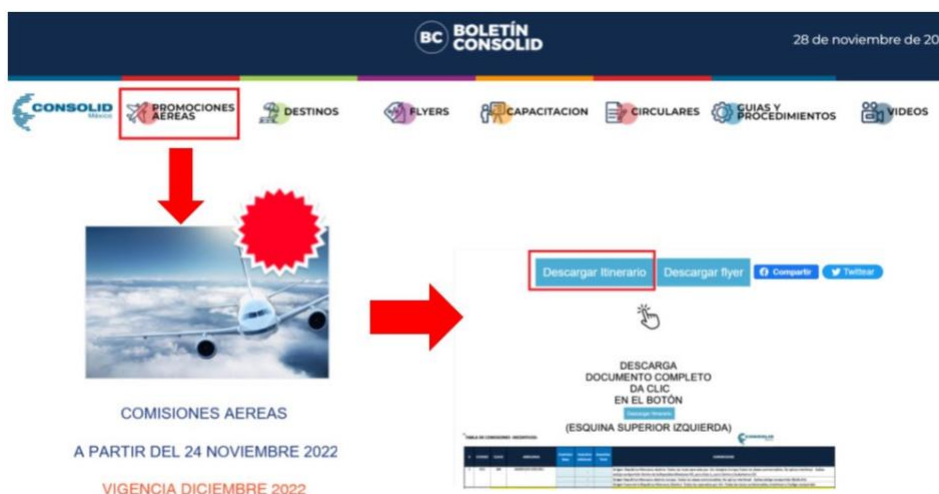 BC BOLETÍN
CONSOLID
28 de noviembre de 20
CONSOLID
México
PROMOCIONES
AEREAS
DESTINOS
FLYERS
CAPACITACION
CIRCULARES
GUIAS Y
PROCEDIMIENTOS
VIDEOS
Descargar Itinerario
Descargar flyer
Compartir
Twittear
DESCARGA
DOCUMENTO COMPLETO
DA CLIC
EN EL BOTÓN
Descargar Itinerario
(ESQUINA SUPERIOR IZQUIERDA)
COMISIONES AEREAS
A PARTIR DEL 24 NOVIEMBRE 2022
VIGENCIA DICIEMBRE 2022
CONSOLID